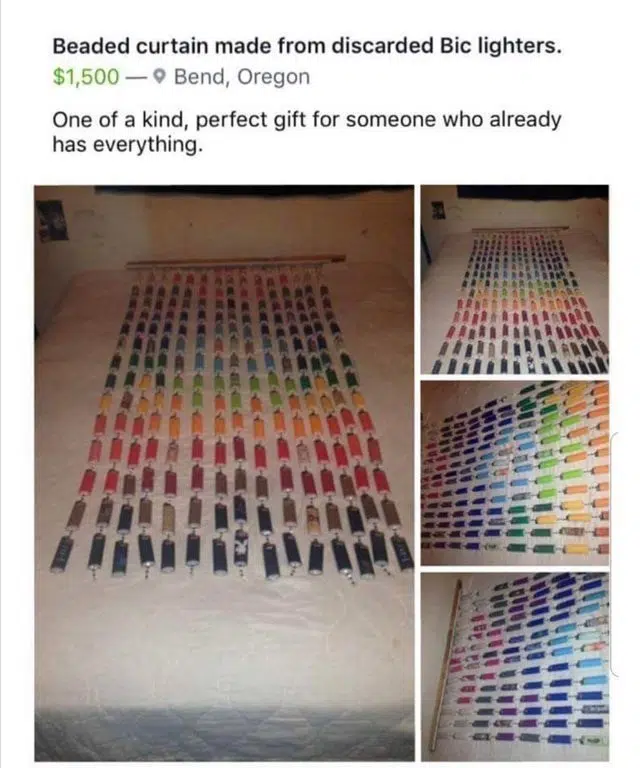 Beaded curtain made from discarded Bic lighters.
$1,500 — Bend, Oregon
One of a kind, perfect gift for someone who already
has everything.